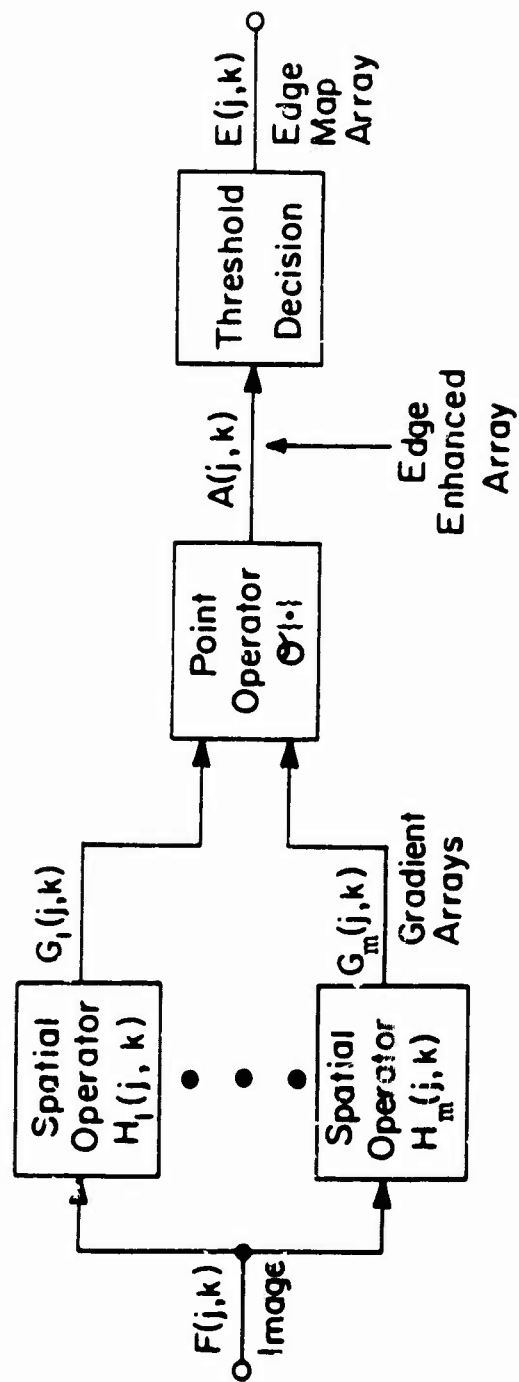 F(j,k)
Image
Spatial
Operator
H₁(j, k)
G₁(j,k)
Spatial
Operator
Hₘ(j,k)
Gₘ(j,k)
Gradient
Arrays
Point
Operator
𝒪{•}
A(j,k)
Edge
Enhanced
Array
Threshold
Decision
E(j,k)
Edge
Map
Array